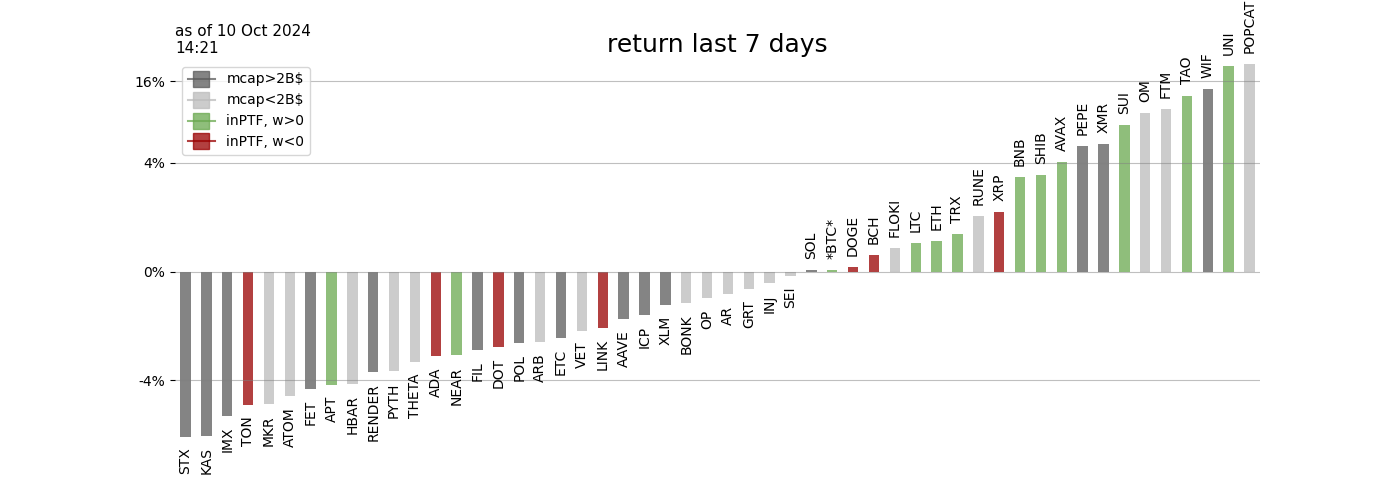 as of 10 Oct 2024
14:21
return last 7 days
mcap>2B$
mcap<2B$
inPTF, w>0
inPTF, w<0
16%
4%
0%
-4%
STX
KAS
IMX
TON
MKR
ATOM
FET
APT
HBAR
RENDER
PYTH
THETA
ADA
NEAR
FIL
DOT
POL
ARB
ETC
VET
LINK
AAVE
ICP
XLM
BONK
OP
AR
GRT
INJ
SEI
SOL
*BTC*
DOGE
BCH
FLOKI
LTC
ETH
TRX
RUNE
XRP
BNB
SHIB
AVAX
PEPE
XMR
SUI
OM
FTM
TAO
WIF
UNI
POPCAT